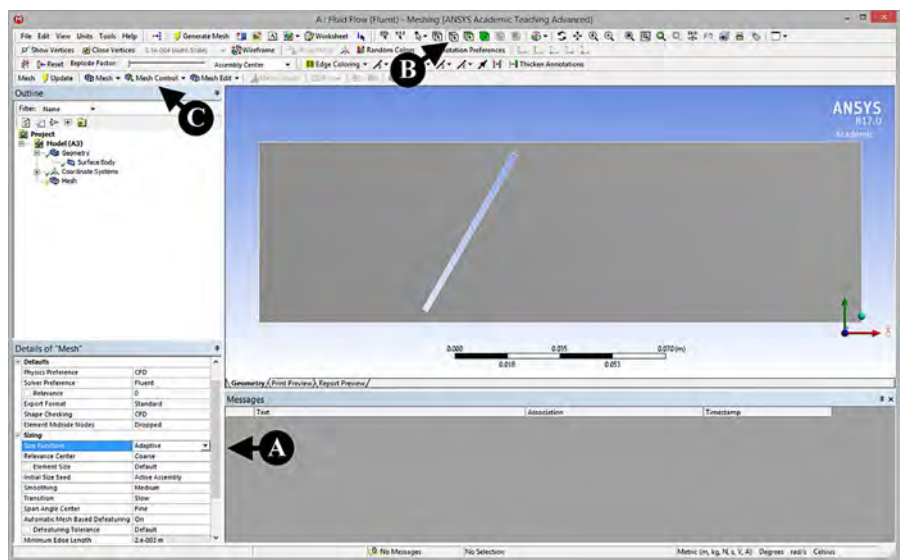 A : Fluid Flow (Fluent) - Meshing [ANSYS Academic Teaching Advanced]
File Edit View Units Tools Help Generate Mesh Worksheet
Show Vertices Close Vertices Wireframe Random Colors Preferences
Reset Explode Factor: Assembly Center Edge Coloring Thicken Annotations
Mesh Update Mesh Mesh Control Mesh Edit
B
C
Outline
Filter: Name
Project
Model (A3)
Geometry
Surface Body
Coordinate Systems
Mesh
ANSYS
R17.0
Academic
0.000 0.035 0.070 (m)
0.018 0.053
Geometry Print Preview Report Preview
Details of "Mesh"
Defaults
Physics Preference CFD
Solver Preference Fluent
Relevance 0
Export Format Standard
Shape Checking CFD
Element Midside Nodes Dropped
Sizing
Size Function Adaptive
Relevance Center Coarse
Element Size Default
Initial Size Seed Active Assembly
Smoothing Medium
Transition Slow
Span Angle Center Fine
Automatic Mesh Based Defeaturing On
Defeaturing Tolerance Default
Minimum Edge Length 2.e-003 m
A
Messages
Text Association Timestamp
No Messages No Selection Metric (m, kg, N, s, V, A) Degrees rad/s Celsius